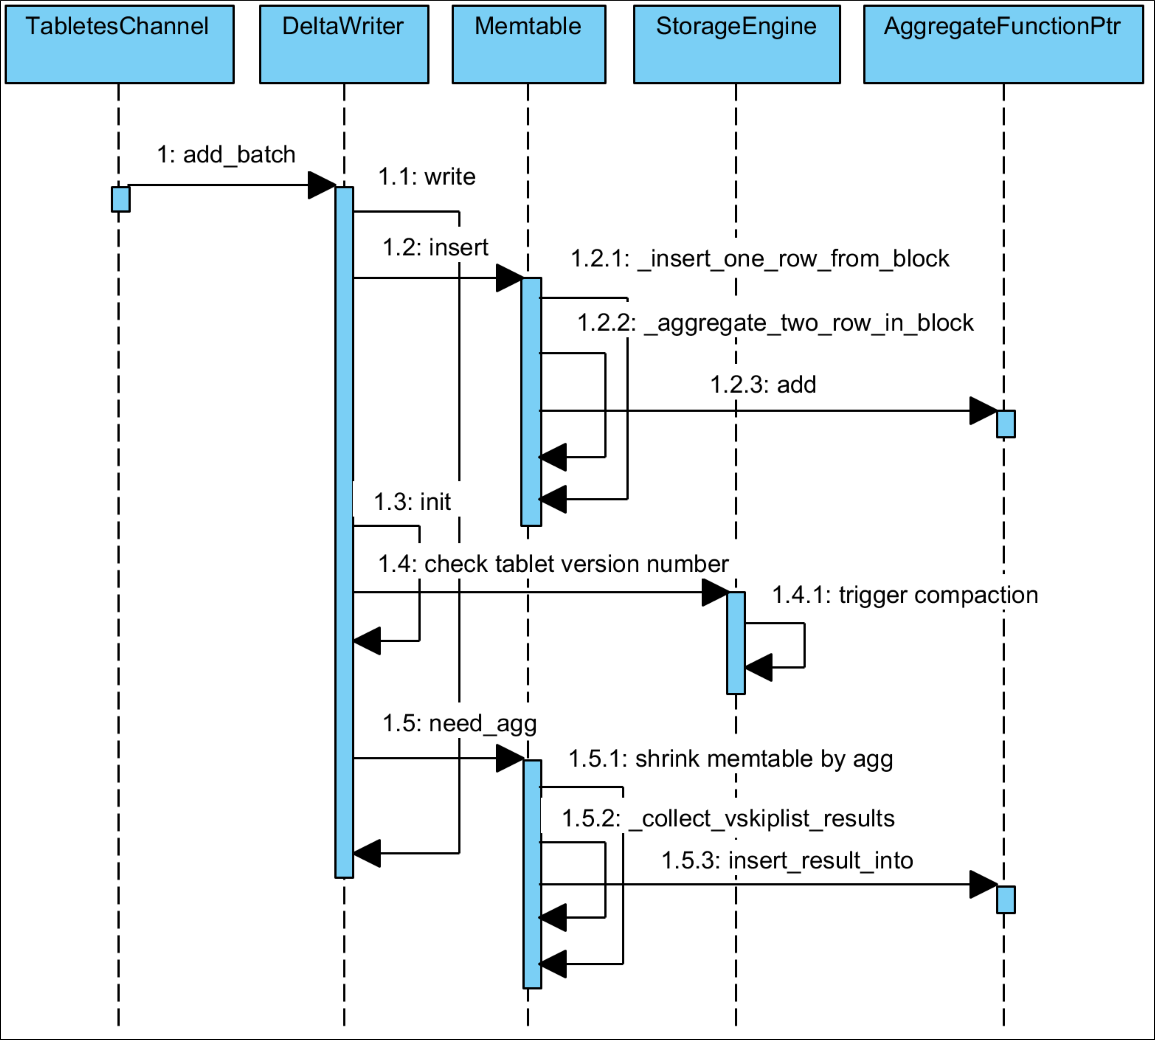 TabletesChannel
DeltaWriter
Memtable
StorageEngine
AggregateFunctionPtr
1: add_batch
1.1: write
1.2: insert
1.2.1: _insert_one_row_from_block
1.2.2: _aggregate_two_row_in_block
1.2.3: add
1.3: init
1.4: check tablet version number
1.4.1: trigger compaction
1.5: need_agg
1.5.1: shrink memtable by agg
1.5.2: _collect_vskiplist_results
1.5.3: insert_result_into